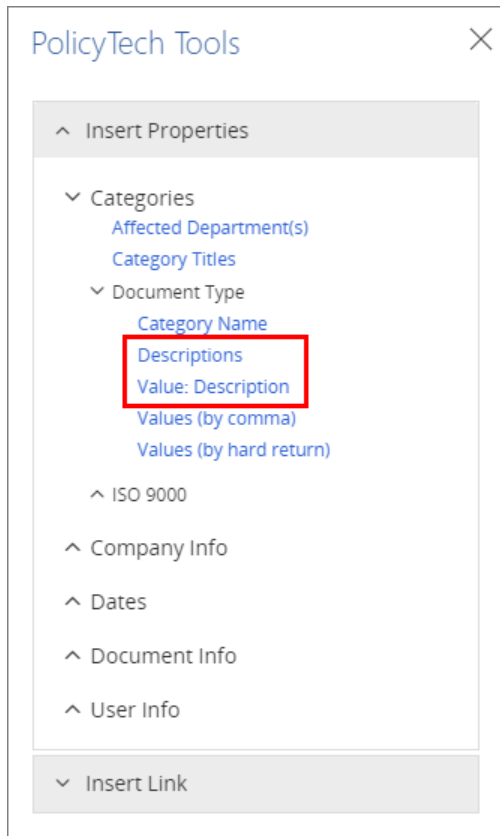 PolicyTech Tools
Insert Properties
Categories
Affected Department(s)
Category Titles
Document Type
Category Name
Descriptions
Value: Description
Values (by comma)
Values (by hard return)
ISO 9000
Company Info
Dates
Document Info
User Info
Insert Link